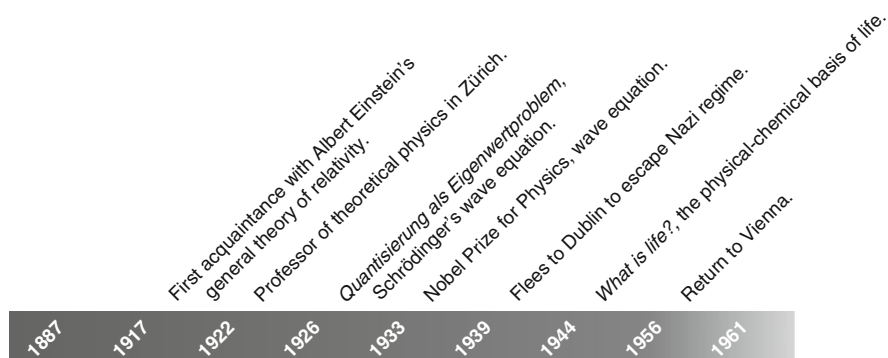 First acquaintance with Albert Einstein's
general theory of relativity.
Professor of theoretical physics in Zürich.
Quantisierung als Eigenwertproblem,
Schrödinger's wave equation.
Nobel Prize for Physics, wave equation.
Flees to Dublin to escape Nazi regime.
What is life?, the physical-chemical basis of life.
Return to Vienna.
1887
1917
1922
1926
1933
1939
1944
1956
1961